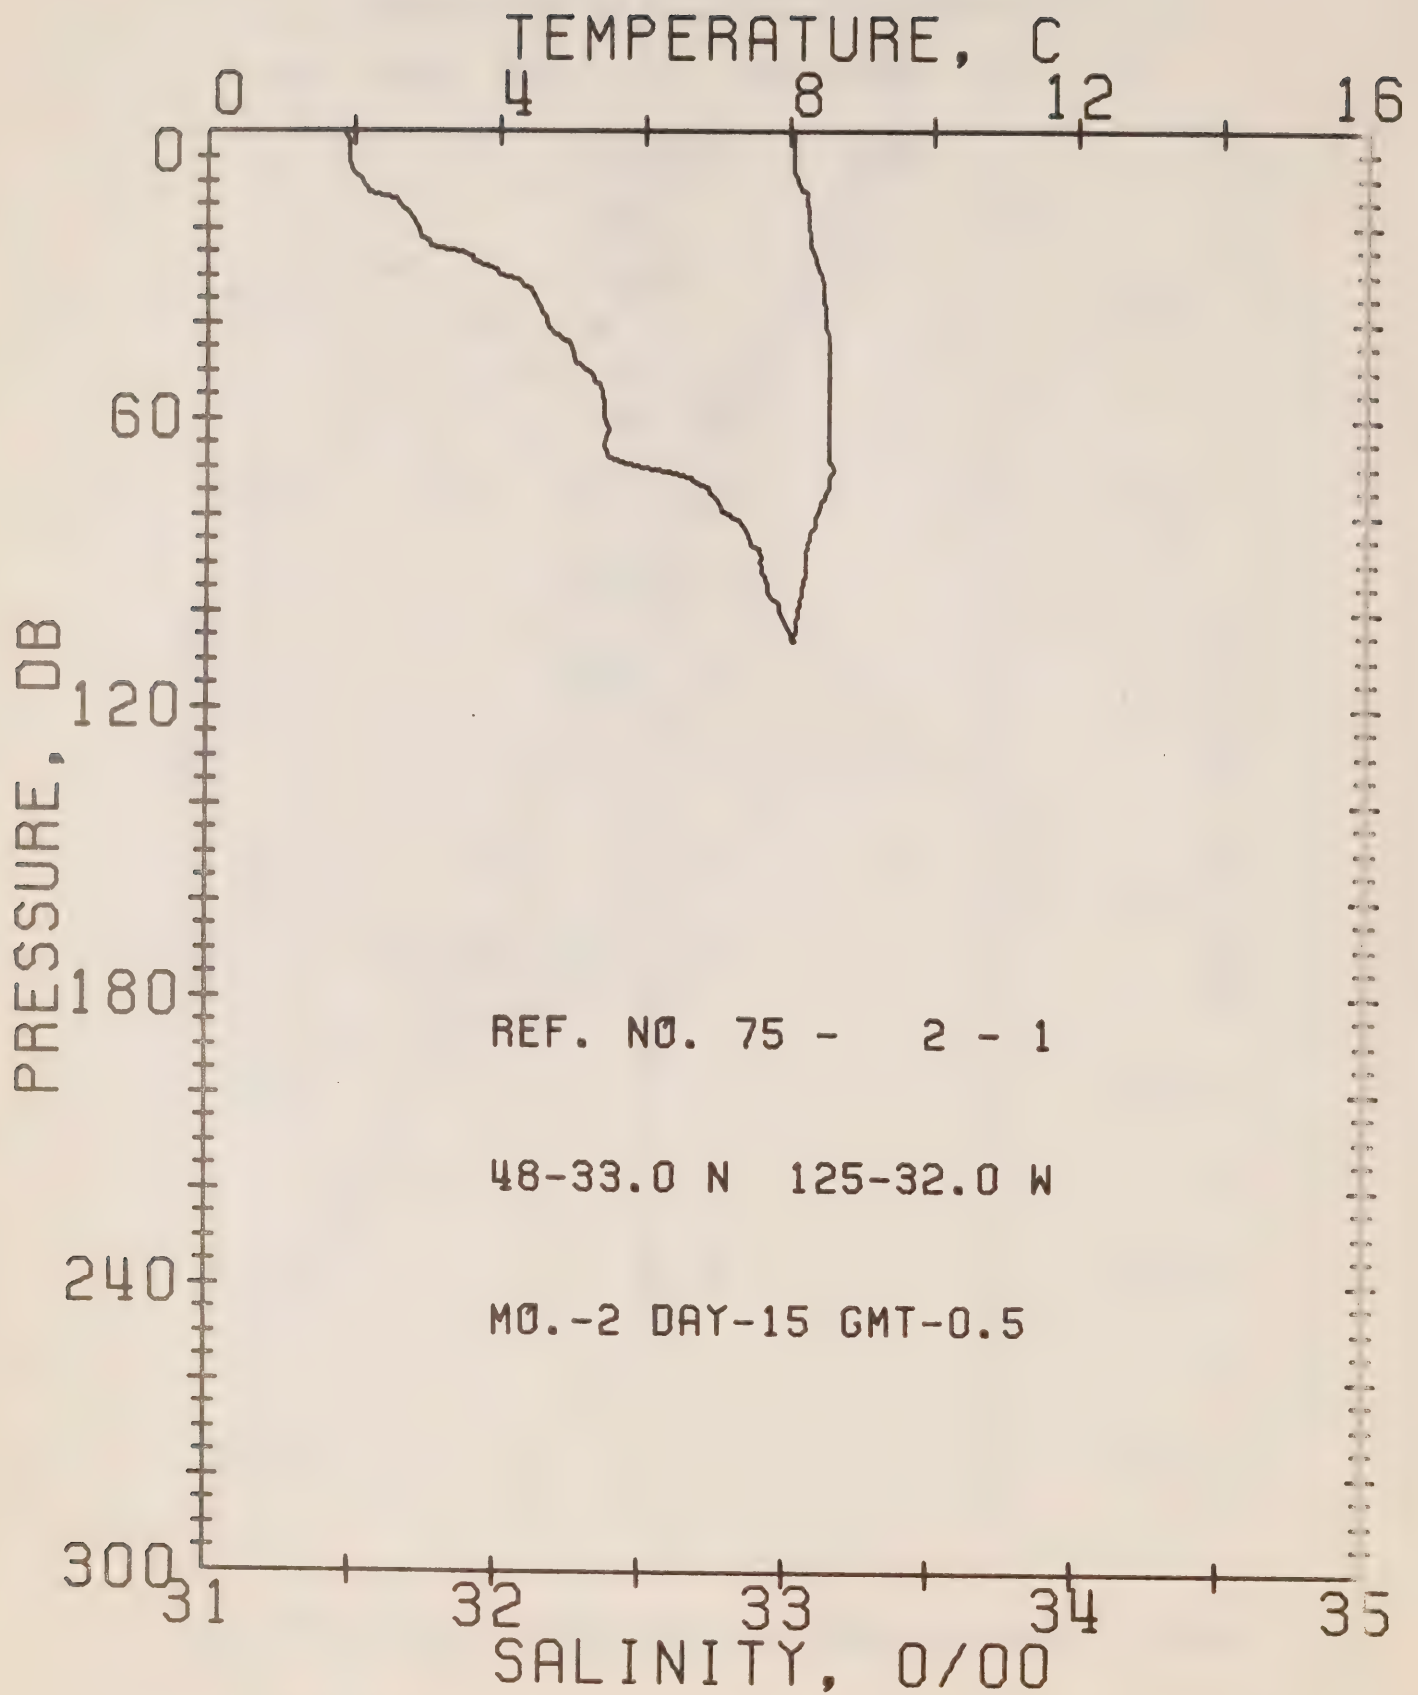 TEMPERATURE, C
0 4 8 12 16
0
60
120
180
240
300
PRESSURE, DB
REF. NO. 75 - 2 - 1
48-33.0 N 125-32.0 W
MO.-2 DAY-15 GMT-0.5
31 32 33 34 35
SALINITY, 0/00